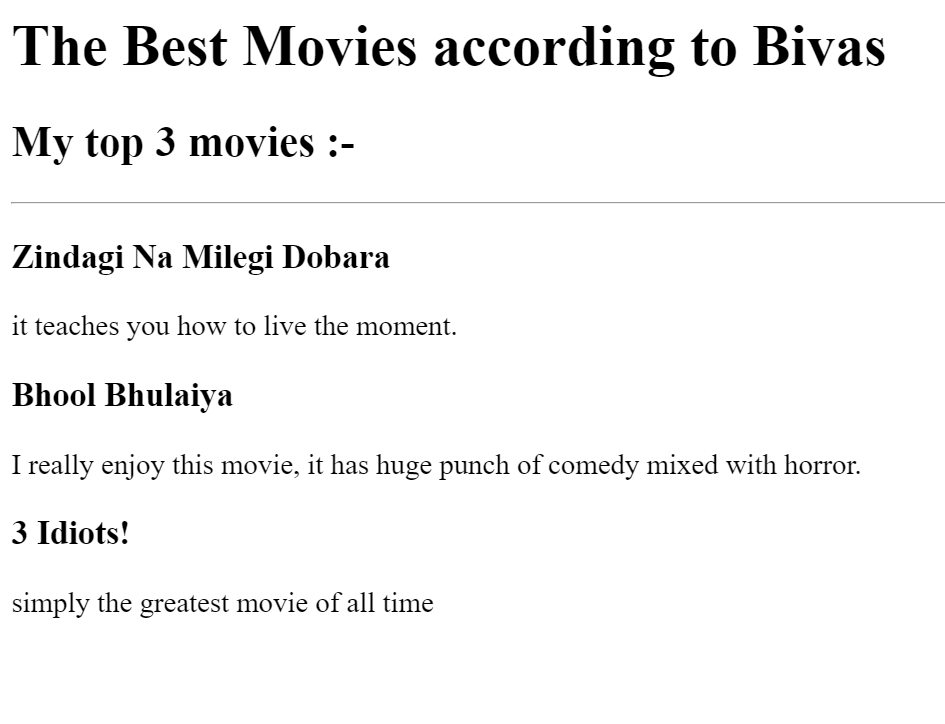 The Best Movies according to Bivas
My top 3 movies :-
Zindagi Na Milegi Dobara
it teaches you how to live the moment.
Bhool Bhulaiya
I really enjoy this movie, it has huge punch of comedy mixed with horror.
3 Idiots!
simply the greatest movie of all time